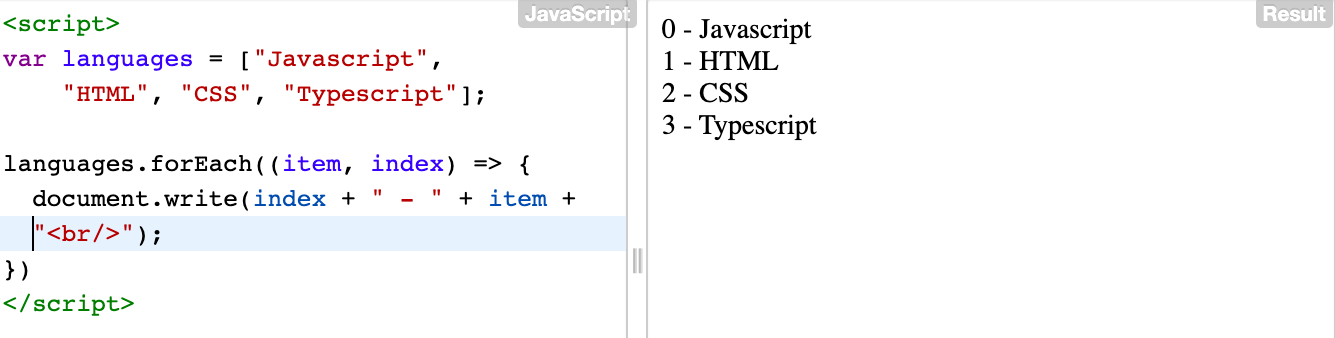 JavaScript
<script>
var languages = ["Javascript",
    "HTML", "CSS", "Typescript"];
languages.forEach((item, index) => {
  document.write(index + " - " + item +
  "<br/>");
})
</script>
Result
0 - Javascript
1 - HTML
2 - CSS
3 - Typescript